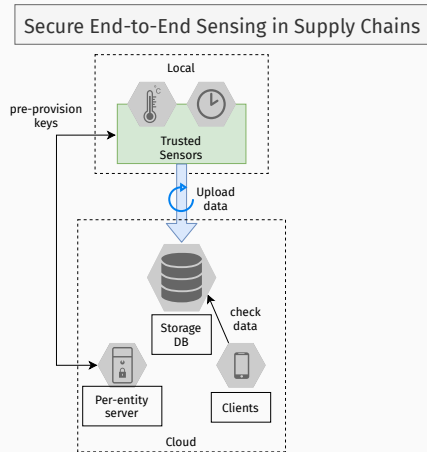 Secure End-to-End Sensing in Supply Chains
Local
°C
pre-provision
keys
Trusted
Sensors
Upload
data
Storage
DB
check
data
Per-entity
server
Clients
Cloud